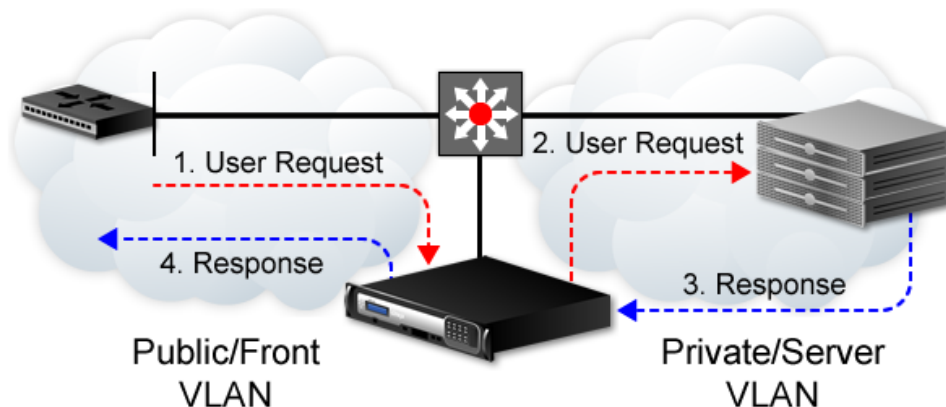 1. User Request
2. User Request
4. Response
3. Response
Public/Front
VLAN
Private/Server
VLAN